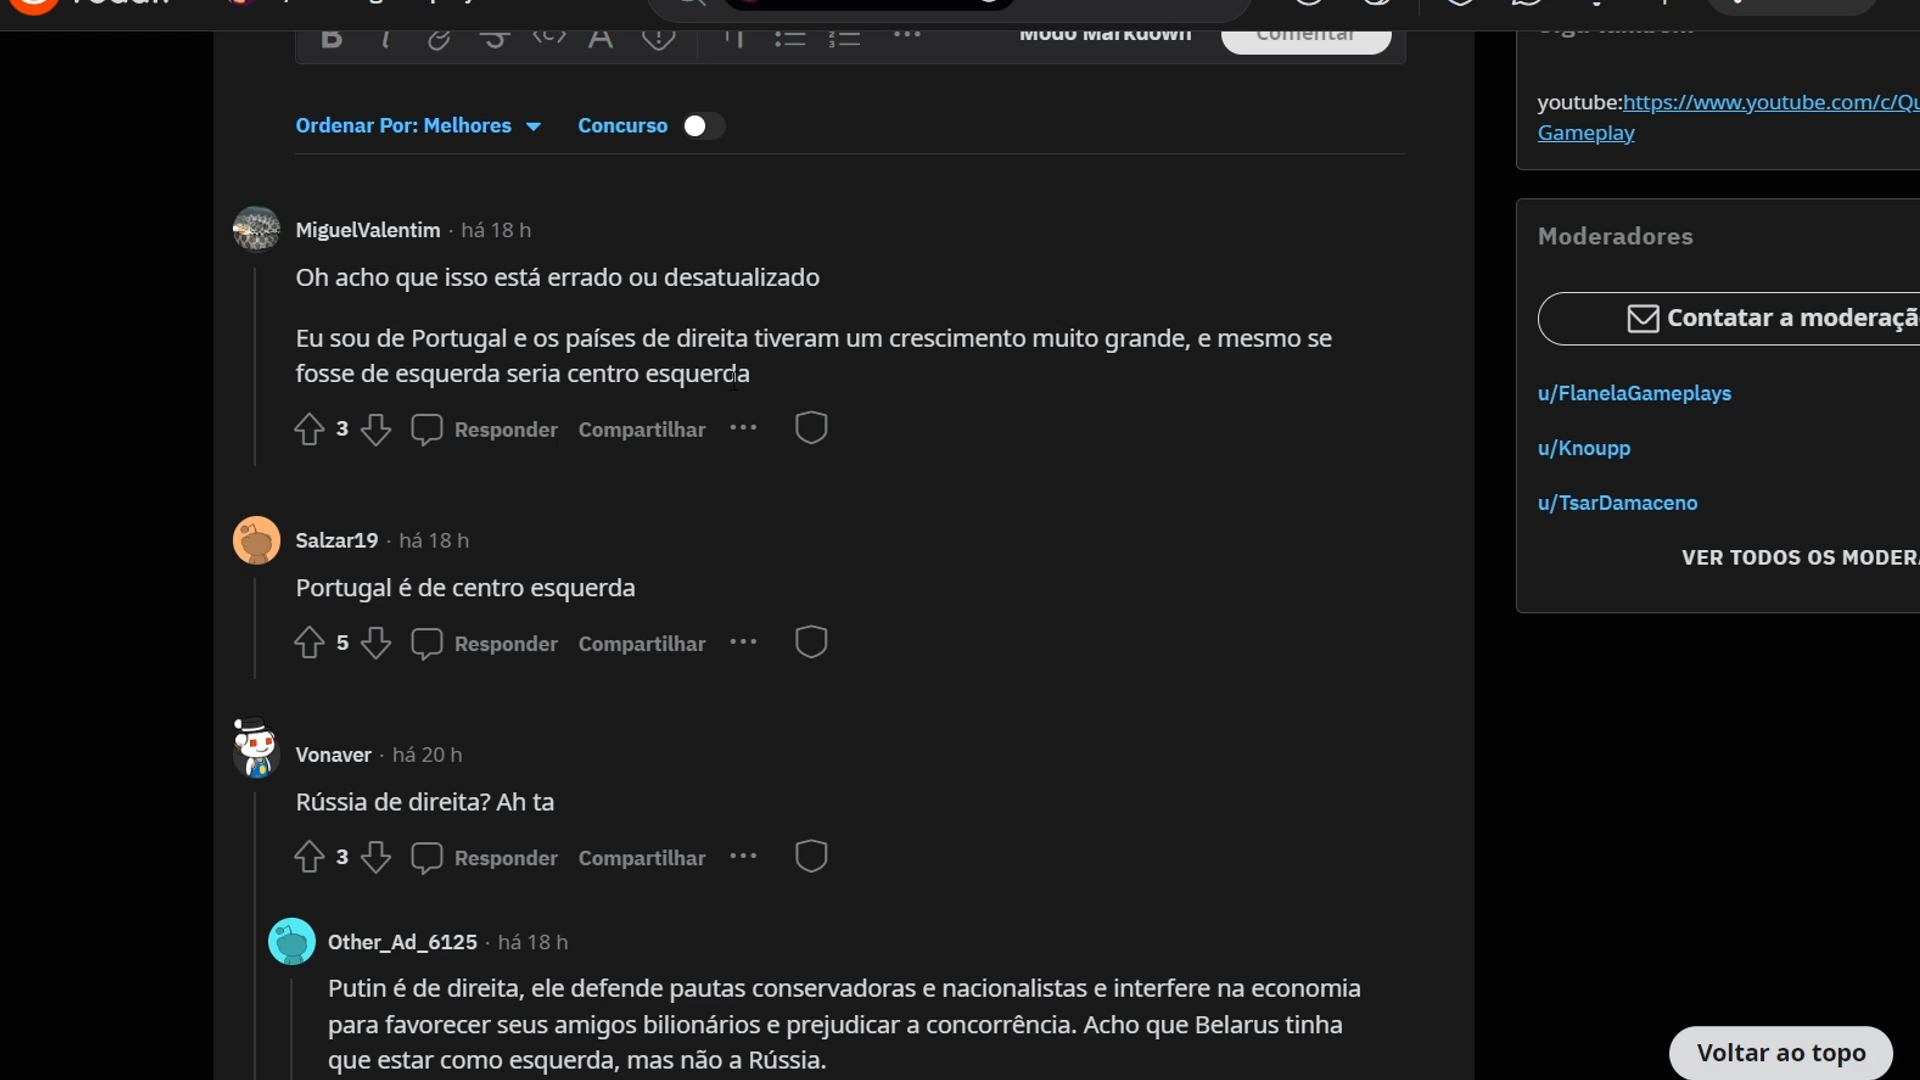 Modo Markdown
Comentar
Ordenar Por: Melhores
Concurso
MiguelValentim · há 18 h
Oh acho que isso está errado ou desatualizado
Eu sou de Portugal e os países de direita tiveram um crescimento muito grande, e mesmo se
fosse de esquerda seria centro esquerda
3
Responder
Compartilhar
Salzar19 · há 18 h
Portugal é de centro esquerda
5
Responder
Compartilhar
Vonaver · há 20 h
Rússia de direita? Ah ta
3
Responder
Compartilhar
Other_Ad_6125 · há 18 h
Putin é de direita, ele defende pautas conservadoras e nacionalistas e interfere na economia
para favorecer seus amigos bilionários e prejudicar a concorrência. Acho que Belarus tinha
que estar como esquerda, mas não a Rússia.
youtube:https://www.youtube.com/c/Qu
Gameplay
Moderadores
Contatar a moderaçã
u/FlanelaGameplays
u/Knoupp
u/TsarDamaceno
VER TODOS OS MODERA
Voltar ao topo